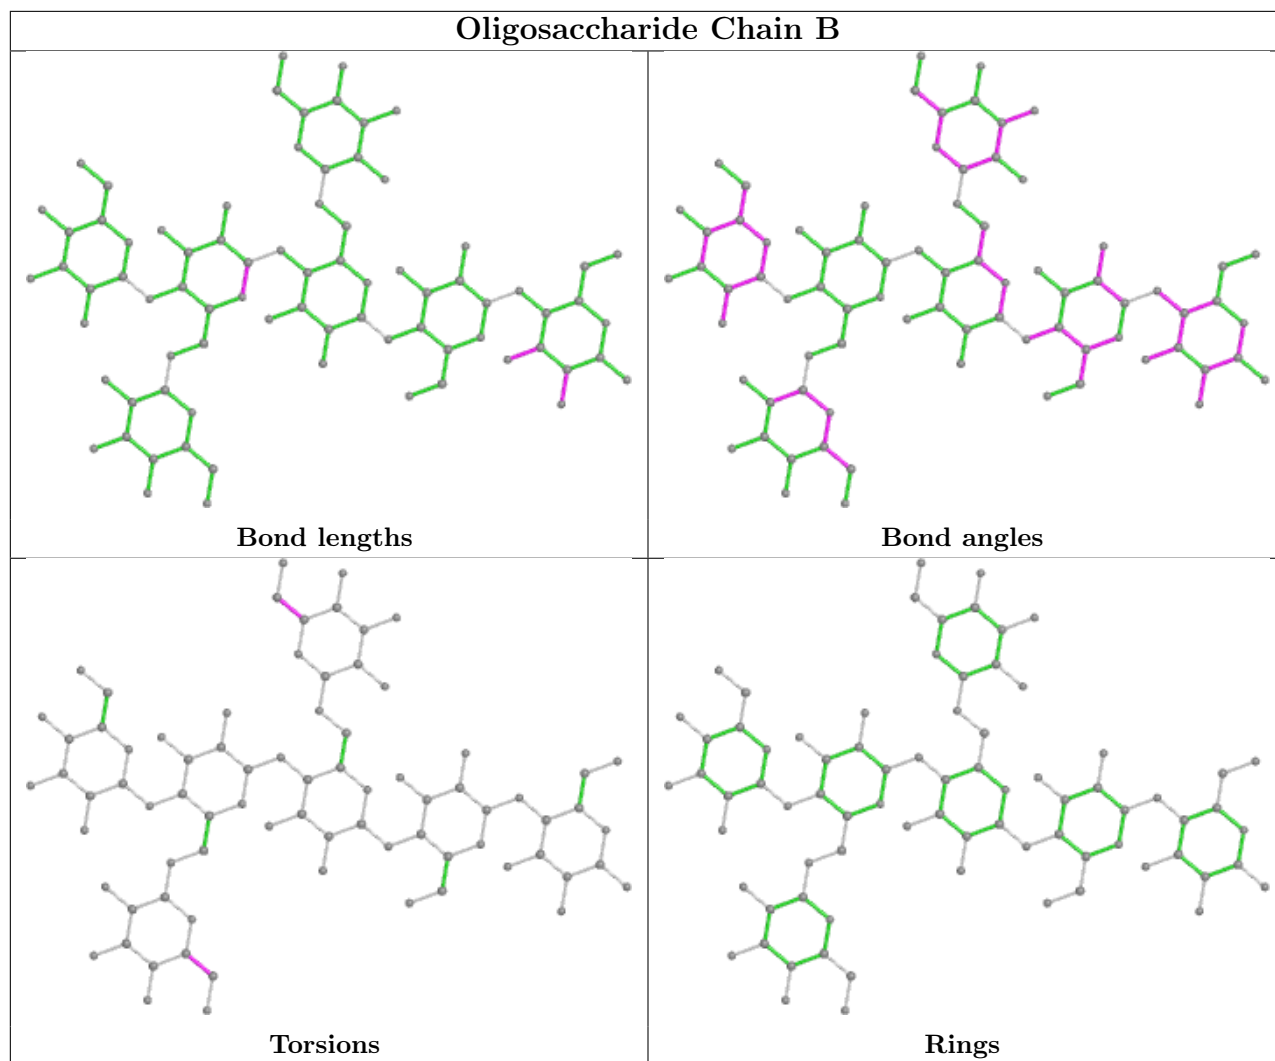 Oligosaccharide Chain B
Bond lengths
Bond angles
Torsions
Rings